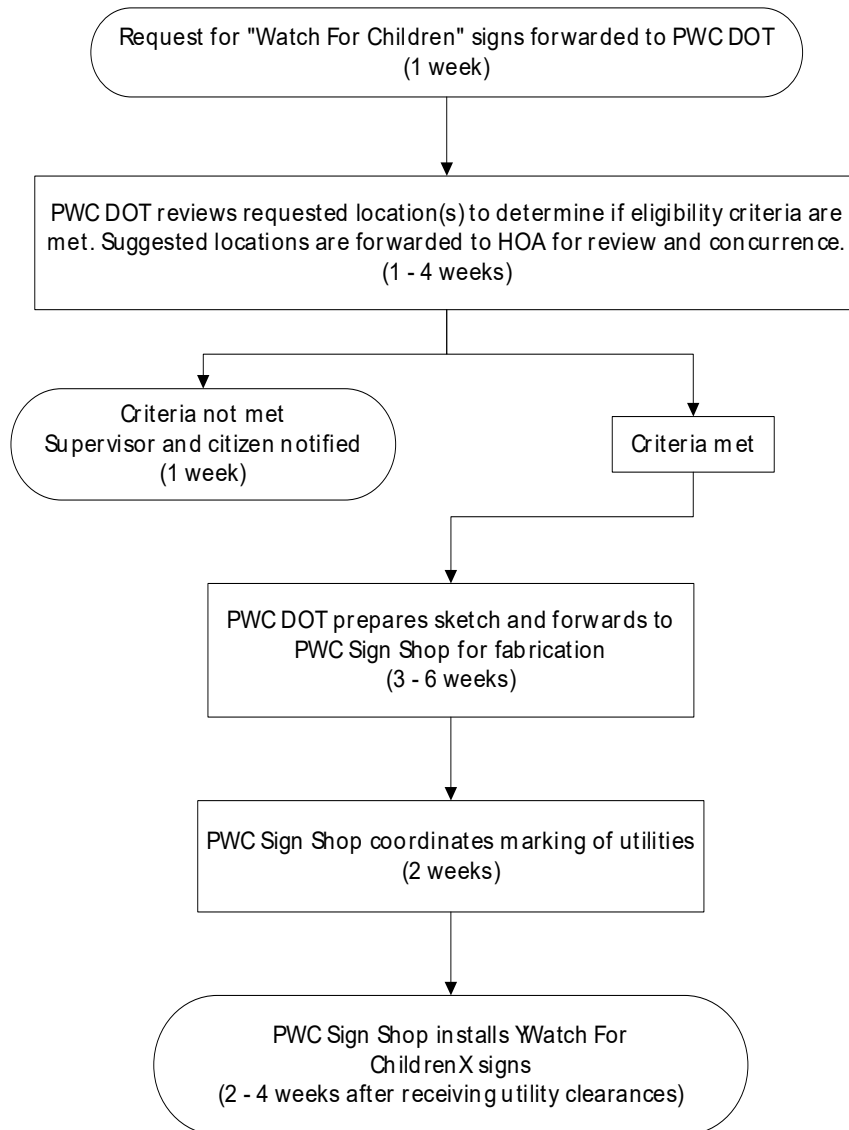 Request for "Watch For Children" signs forwarded to PWC DOT
(1 week)
PWC DOT reviews requested location(s) to determine if eligibility criteria are
met. Suggested locations are forwarded to HOA for review and concurrence.
(1 - 4 weeks)
Criteria not met
Supervisor and citizen notified
(1 week)
Criteria met
PWC DOT prepares sketch and forwards to
PWC Sign Shop for fabrication
(3 - 6 weeks)
PWC Sign Shop coordinates marking of utilities
(2 weeks)
PWC Sign Shop installs YWatch For
ChildrenX signs
(2 - 4 weeks after receiving utility clearances)